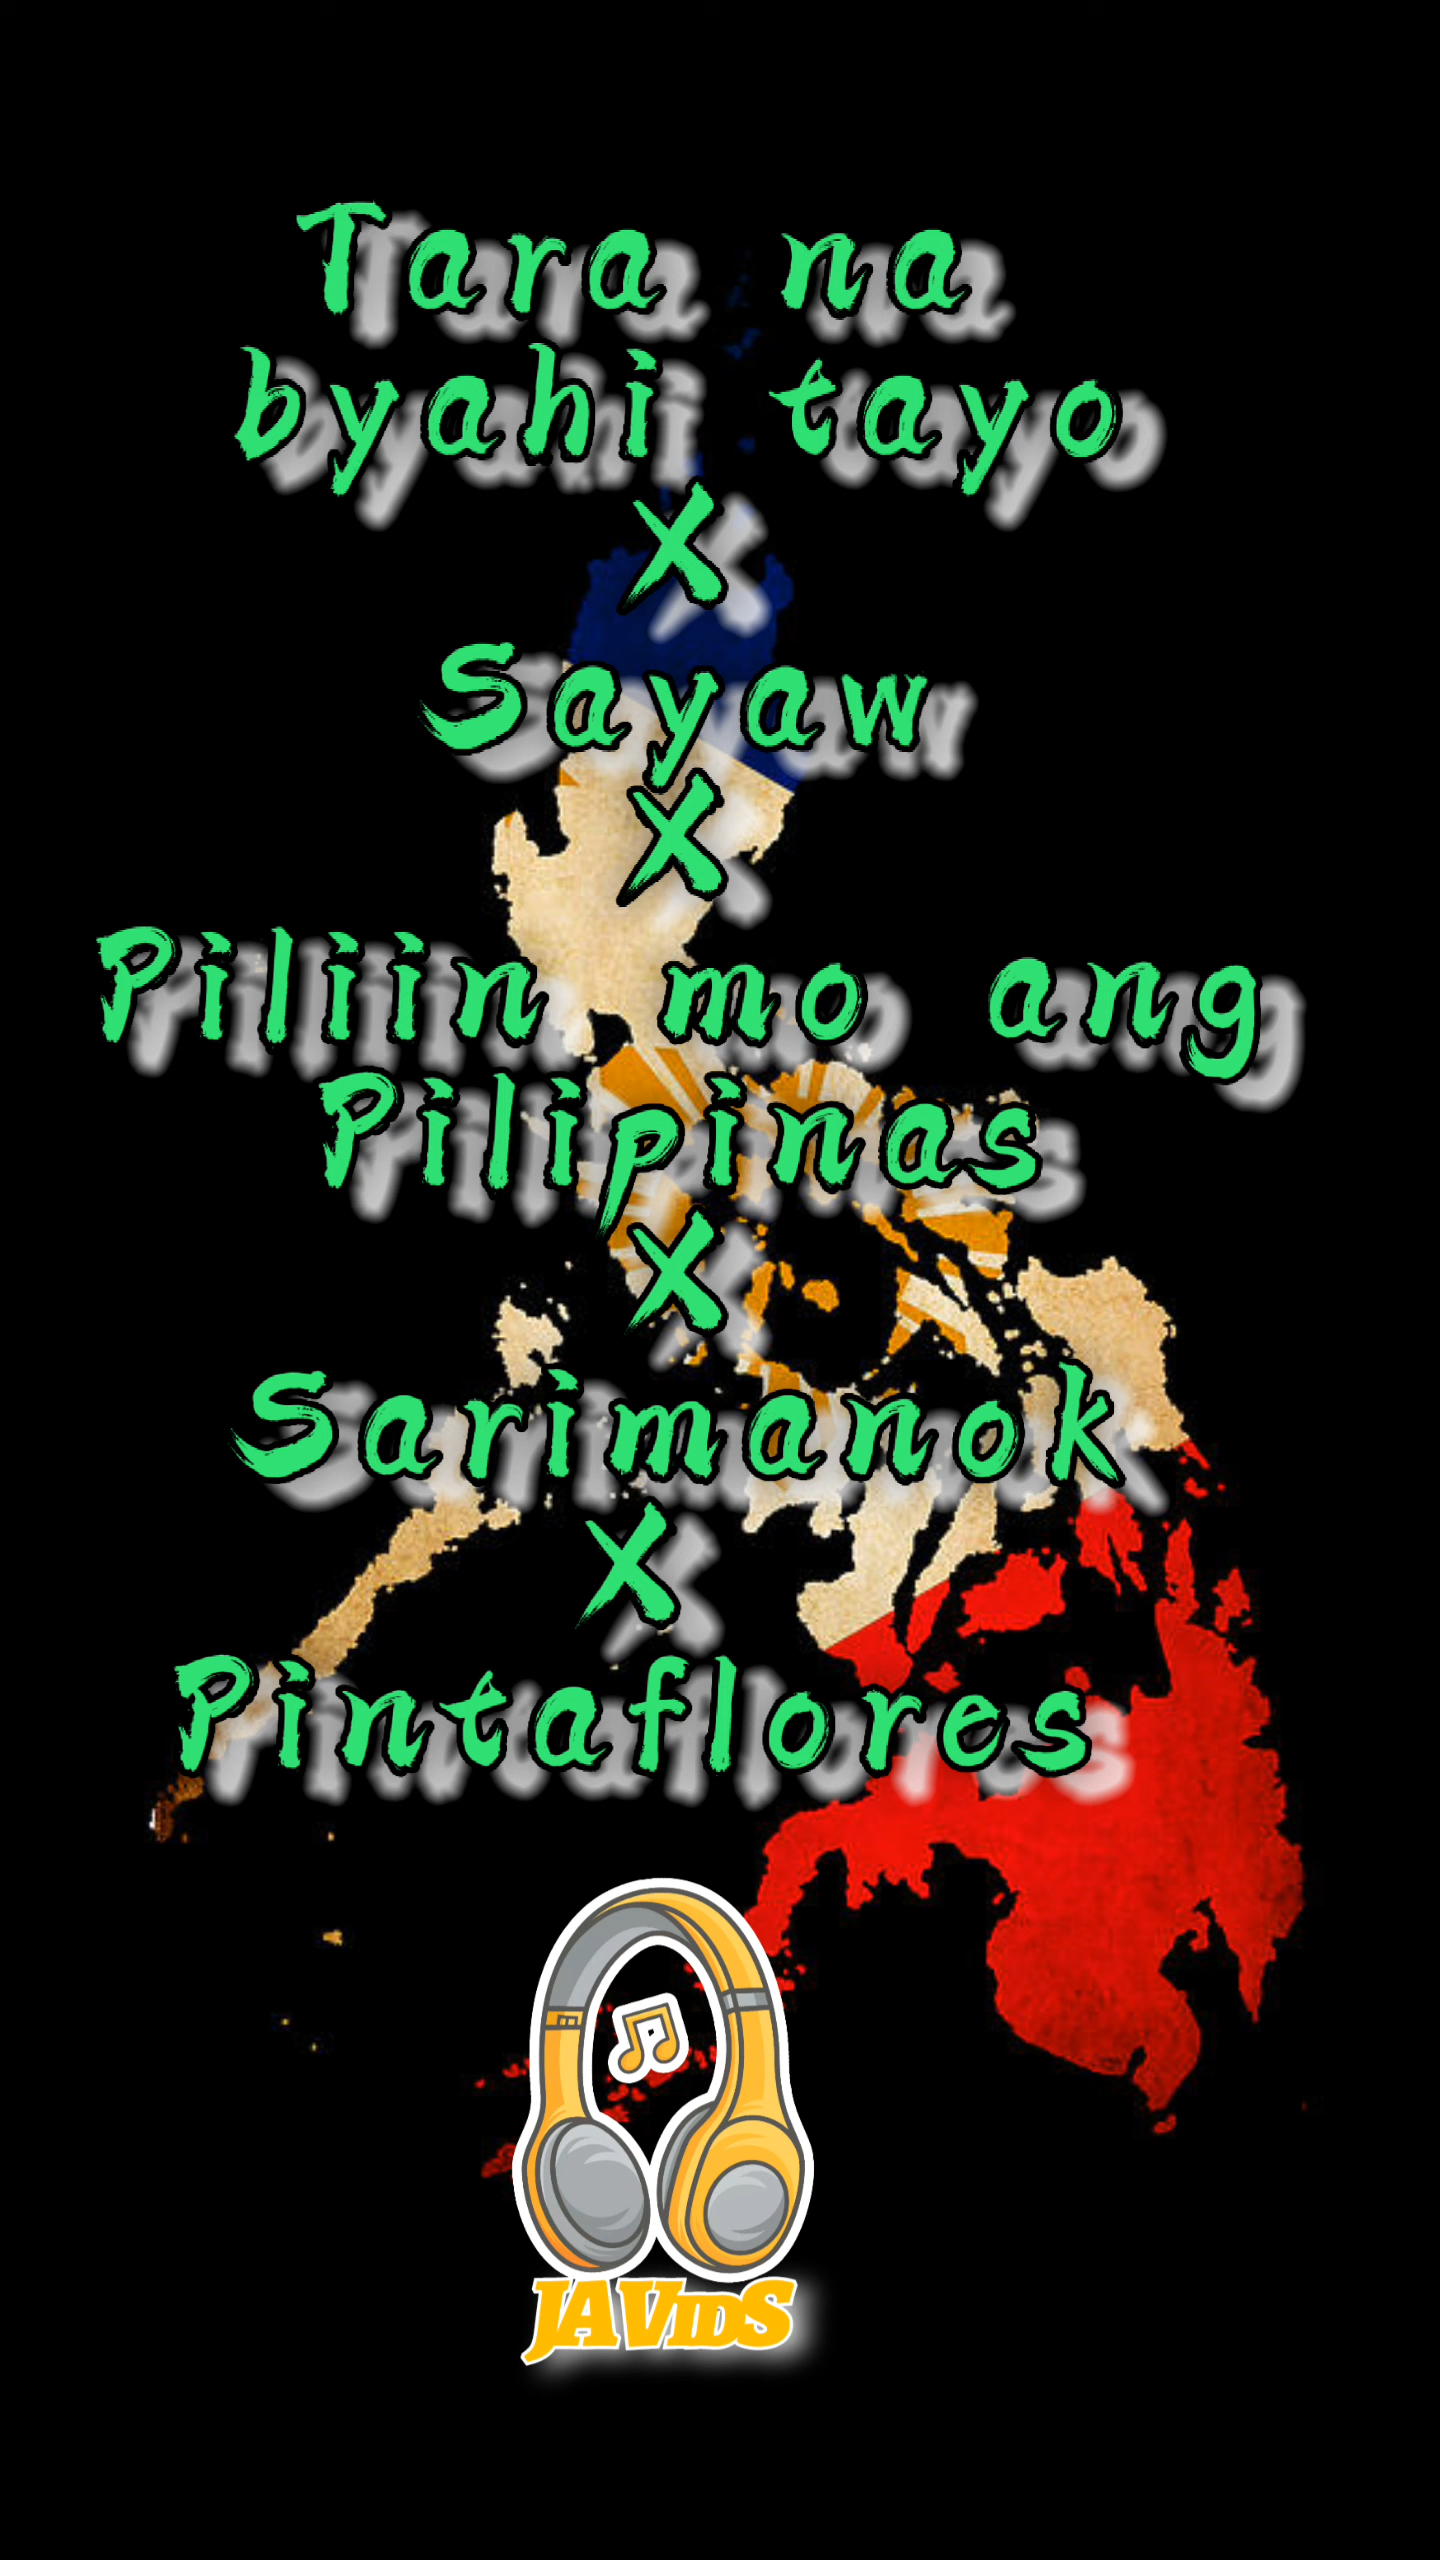 Tara na
byahi tayo
X
Sayaw
X
Piliin mo ang
Pilipinas
X
Sarimanok
X
Pintaflores
JAVIDS